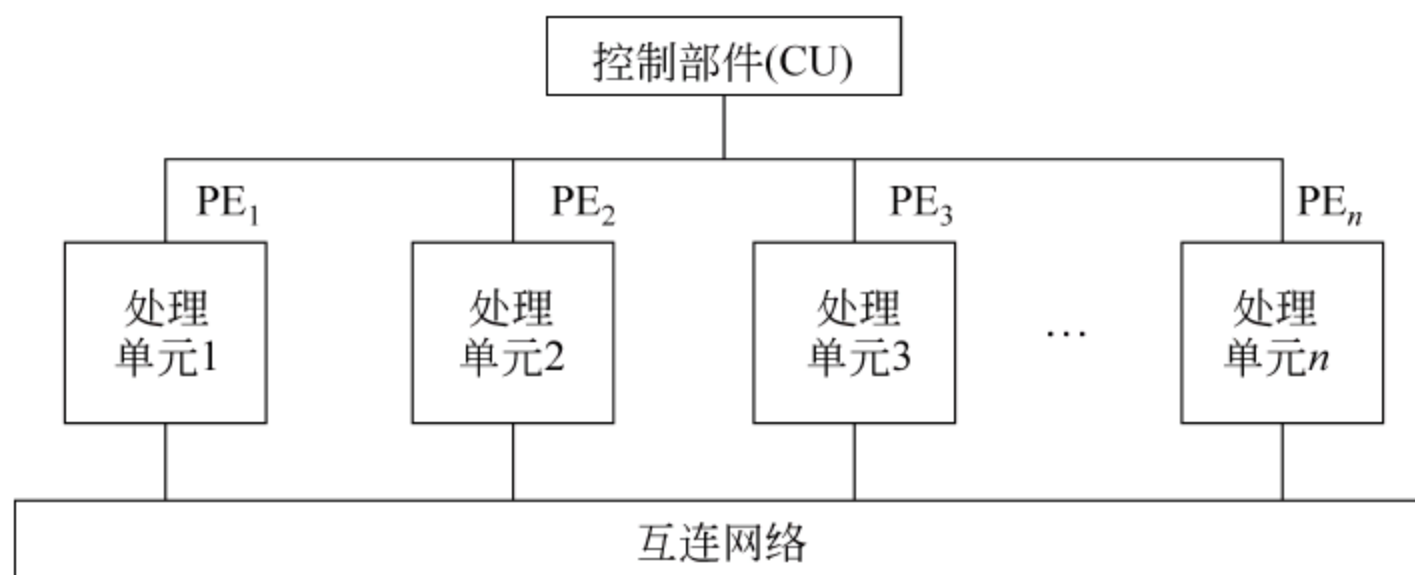 控制部件(CU)
PE₁ PE₂ PE₃ PEₙ
处理 处理 处理 处理
单元1 单元2 单元3 … 单元n
互连网络